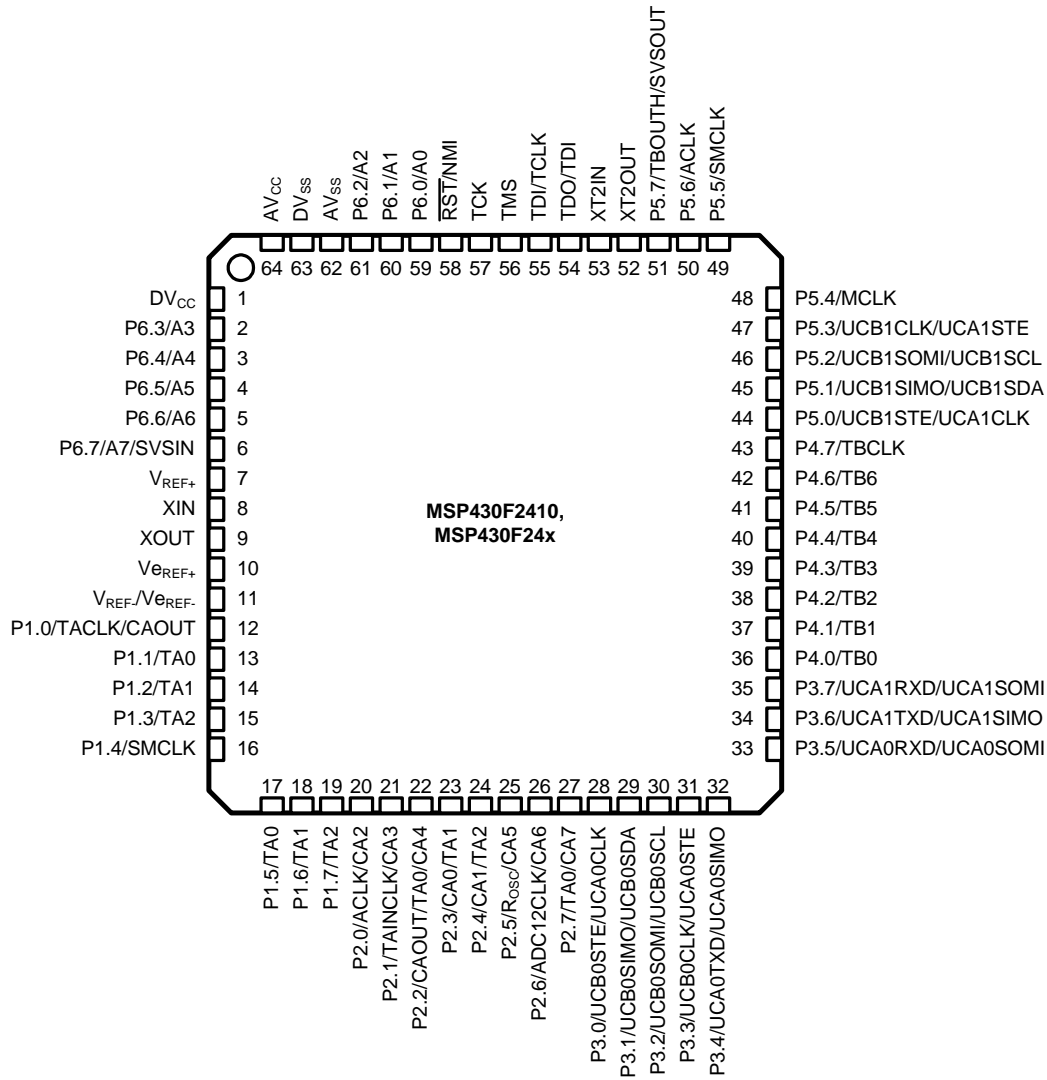 AVCC
DVSS
AVSS
P6.2/A2
P6.1/A1
P6.0/A0
RST/NMI
TCK
TMS
TDI/TCLK
TDO/TDI
XT2IN
XT2OUT
P5.7/TBOUTH/SVSOUT
P5.6/ACLK
P5.5/SMCLK
64 63 62 61 60 59 58 57 56 55 54 53 52 51 50 49
DVCC 1
P6.3/A3 2
P6.4/A4 3
P6.5/A5 4
P6.6/A6 5
P6.7/A7/SVSIN 6
VREF+ 7
XIN 8
XOUT 9
VeREF+ 10
VREF-/VeREF- 11
P1.0/TACLK/CAOUT 12
P1.1/TA0 13
P1.2/TA1 14
P1.3/TA2 15
P1.4/SMCLK 16
MSP430F2410,
MSP430F24x
48 P5.4/MCLK
47 P5.3/UCB1CLK/UCA1STE
46 P5.2/UCB1SOMI/UCB1SCL
45 P5.1/UCB1SIMO/UCB1SDA
44 P5.0/UCB1STE/UCA1CLK
43 P4.7/TBCLK
42 P4.6/TB6
41 P4.5/TB5
40 P4.4/TB4
39 P4.3/TB3
38 P4.2/TB2
37 P4.1/TB1
36 P4.0/TB0
35 P3.7/UCA1RXD/UCA1SOMI
34 P3.6/UCA1TXD/UCA1SIMO
33 P3.5/UCA0RXD/UCA0SOMI
17 18 19 20 21 22 23 24 25 26 27 28 29 30 31 32
P1.5/TA0
P1.6/TA1
P1.7/TA2
P2.0/ACLK/CA2
P2.1/TAINCLK/CA3
P2.2/CAOUT/TA0/CA4
P2.3/CA0/TA1
P2.4/CA1/TA2
P2.5/ROSC/CA5
P2.6/ADC12CLK/CA6
P2.7/TA0/CA7
P3.0/UCB0STE/UCA0CLK
P3.1/UCB0SIMO/UCB0SDA
P3.2/UCB0SOMI/UCB0SCL
P3.3/UCB0CLK/UCA0STE
P3.4/UCA0TXD/UCA0SIMO